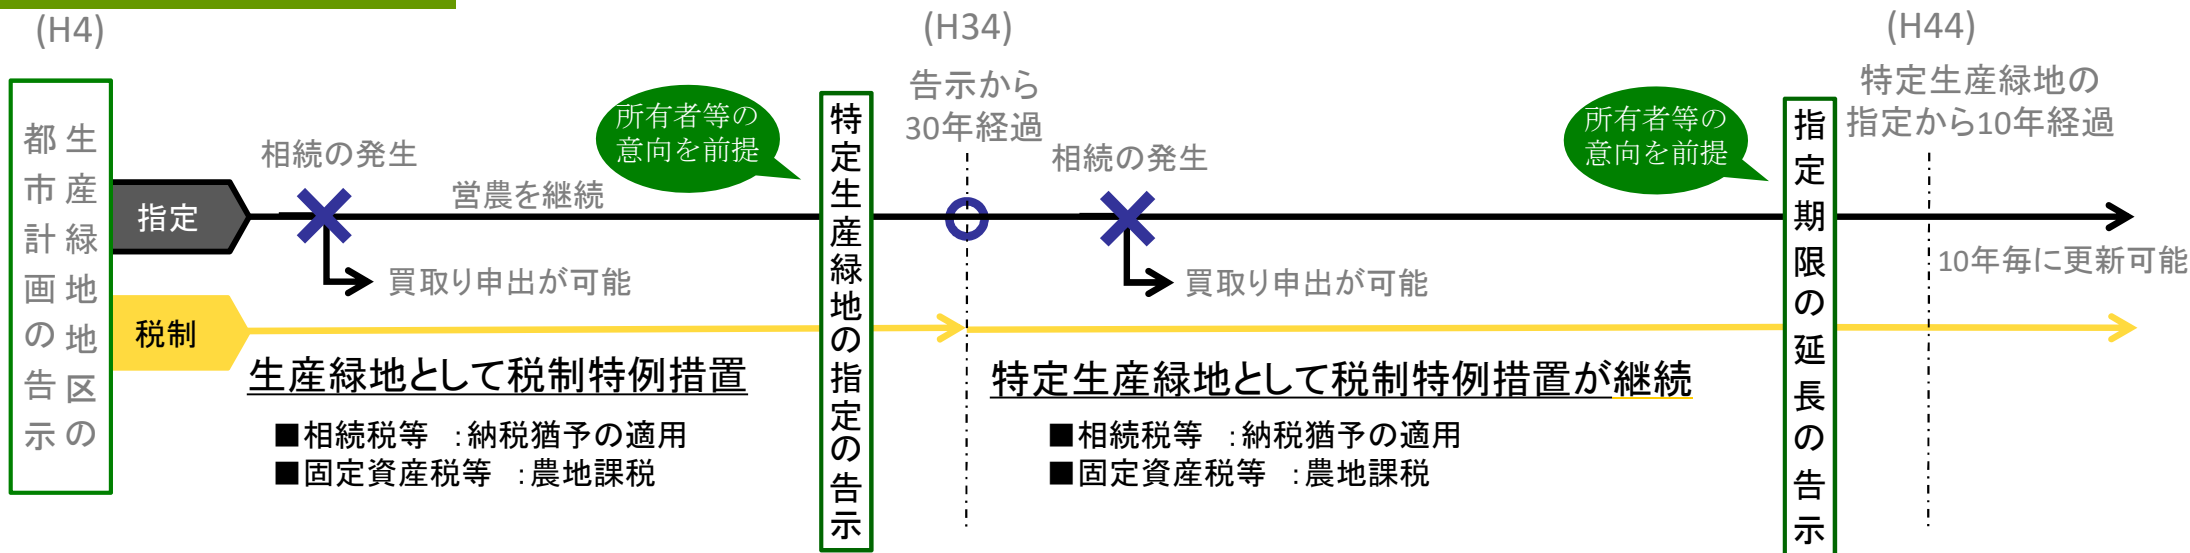 (H4)
生産緑地地区の
都市計画の告示
指定
税制
相続の発生
営農を継続
買取り申出が可能
生産緑地として税制特例措置
■相続税等 :納税猶予の適用
■固定資産税等 :農地課税
所有者等の
意向を前提
特定生産緑地の指定の告示
(H34)
告示から
30年経過
相続の発生
買取り申出が可能
特定生産緑地として税制特例措置が継続
■相続税等 :納税猶予の適用
■固定資産税等 :農地課税
所有者等の
意向を前提
指定期限の延長の告示
(H44)
特定生産緑地の
指定から10年経過
10年毎に更新可能